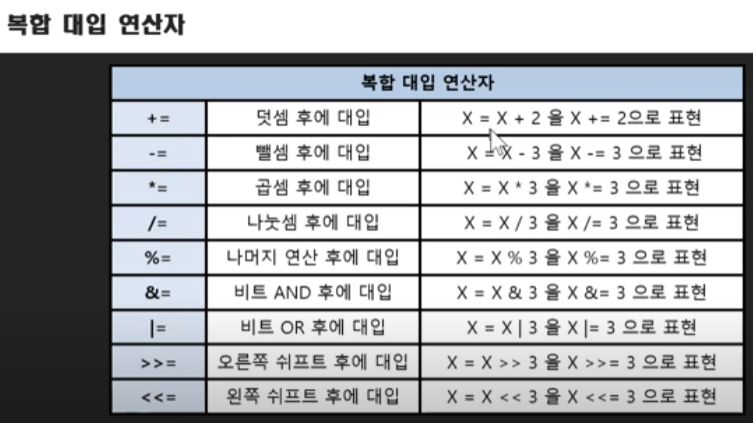 복합 대입 연산자
복합 대입 연산자
+= 덧셈 후에 대입 X = X + 2 을 X += 2으로 표현
-= 뺄셈 후에 대입 X = X - 3 을 X -= 3 으로 표현
*= 곱셈 후에 대입 X = X * 3 을 X *= 3 으로 표현
/= 나눗셈 후에 대입 X = X / 3 을 X /= 3 으로 표현
%= 나머지 연산 후에 대입 X = X % 3 을 X %= 3 으로 표현
&= 비트 AND 후에 대입 X = X & 3 을 X &= 3 으로 표현
|= 비트 OR 후에 대입 X = X | 3 을 X |= 3 으로 표현
>>= 오른쪽 쉬프트 후에 대입 X = X >> 3 을 X >>= 3 으로 표현
<<= 왼쪽 쉬프트 후에 대입 X = X << 3 을 X <<= 3 으로 표현